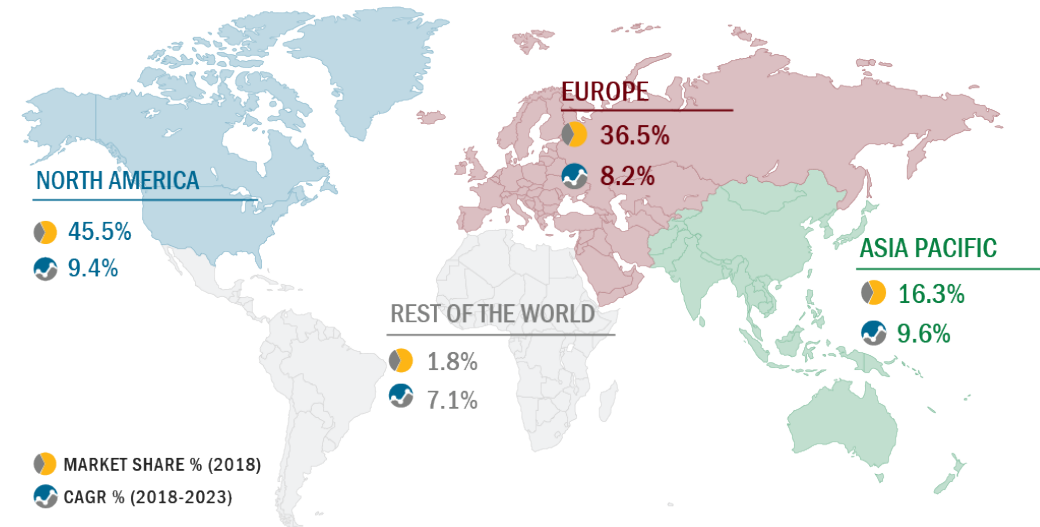 EUROPE
36.5%
8.2%
NORTH AMERICA
45.5%
9.4%
ASIA PACIFIC
16.3%
9.6%
REST OF THE WORLD
1.8%
7.1%
MARKET SHARE % (2018)
CAGR % (2018-2023)